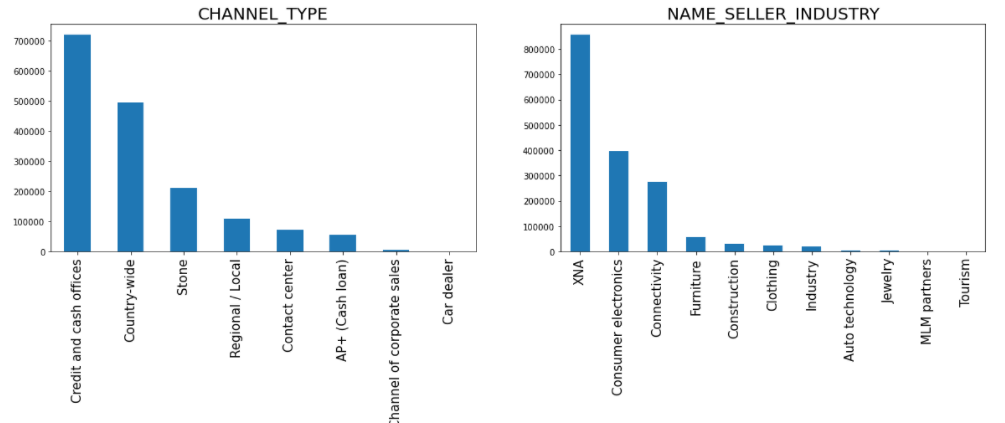 CHANNEL_TYPE
700000
600000
500000
400000
300000
200000
100000
0
Credit and cash offices
Country-wide
Stone
Regional / Local
Contact center
AP+ (Cash loan)
Channel of corporate sales
Car dealer
NAME_SELLER_INDUSTRY
800000
700000
600000
500000
400000
300000
200000
100000
0
XNA
Consumer electronics
Connectivity
Furniture
Construction
Clothing
Industry
Auto technology
Jewelry
MLM partners
Tourism